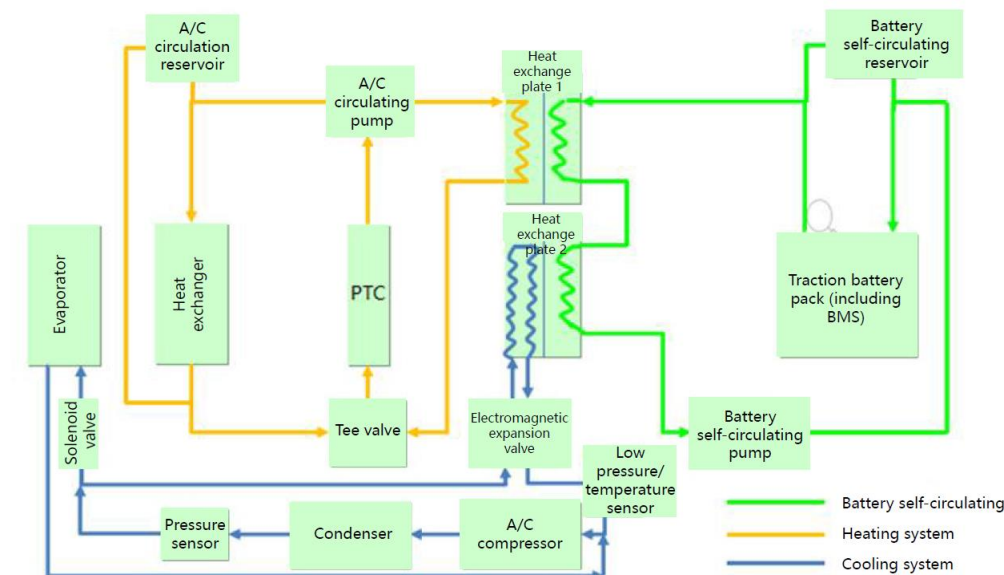 A/C
circulation
reservoir
A/C
circulating
pump
Heat
exchange
plate 1
Battery
self-circulating
reservoir
Evaporator
Heat
exchanger
PTC
Heat
exchange
plate 2
Traction battery
pack (including
BMS)
Solenoid
valve
Tee valve
Electromagnetic
expansion
valve
Battery
self-circulating
pump
Low
pressure/
temperature
sensor
Pressure
sensor
Condenser
A/C
compressor
Battery self-circulating
Heating system
Cooling system